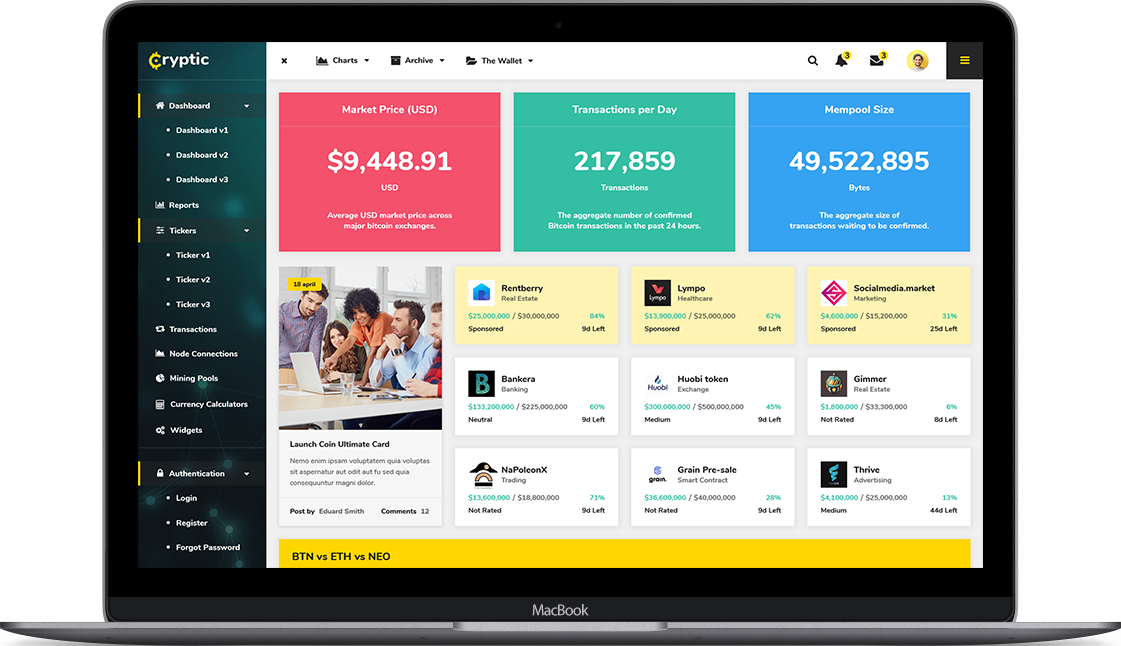 Cryptic
Charts
Archive
The Wallet
3
3
Dashboard
Dashboard v1
Dashboard v2
Dashboard v3
Reports
Tickers
Ticker v1
Ticker v2
Ticker v3
Transactions
Node Connections
Mining Pools
Currency Calculators
Widgets
Authentication
Login
Register
Forgot Password
Market Price (USD)
$9,448.91
USD
Average USD market price across
major bitcoin exchanges.
Transactions per Day
217,859
Transactions
The aggregate number of confirmed
Bitcoin transactions in the past 24 hours.
Mempool Size
49,522,895
Bytes
The aggregate size of
transactions waiting to be confirmed.
18 april
Launch Coin Ultimate Card
Nemo enim ipsam voluptatem quia voluptas
sit aspernatur aut odit aut fu sed quia
consequuntur magni dolor.
Post by Eduard Smith Comments 12
Rentberry
Real Estate
$25,000,000 / $30,000,000 84%
Sponsored 9d Left
Lympo
Lympo
Healthcare
$13,900,000 / $25,000,000 62%
Sponsored 9d Left
Socialmedia.market
Marketing
$4,600,000 / $15,200,000 31%
Sponsored 25d Left
B
Bankera
Banking
$133,200,000 / $225,000,000 60%
Neutral 9d Left
Huobi
Huobi token
Exchange
$300,000,000 / $500,000,000 45%
Medium 9d Left
Gimmer
Real Estate
$1,800,000 / $33,300,000 6%
Not Rated 8d Left
NaPoleonX
Trading
$13,600,000 / $18,800,000 71%
Not Rated 9d Left
grain.
Grain Pre-sale
Smart Contract
$36,600,000 / $40,000,000 28%
Not Rated 9d Left
Thrive
Advertising
$4,100,000 / $25,000,000 13%
Medium 44d Left
BTN vs ETH vs NEO
MacBook